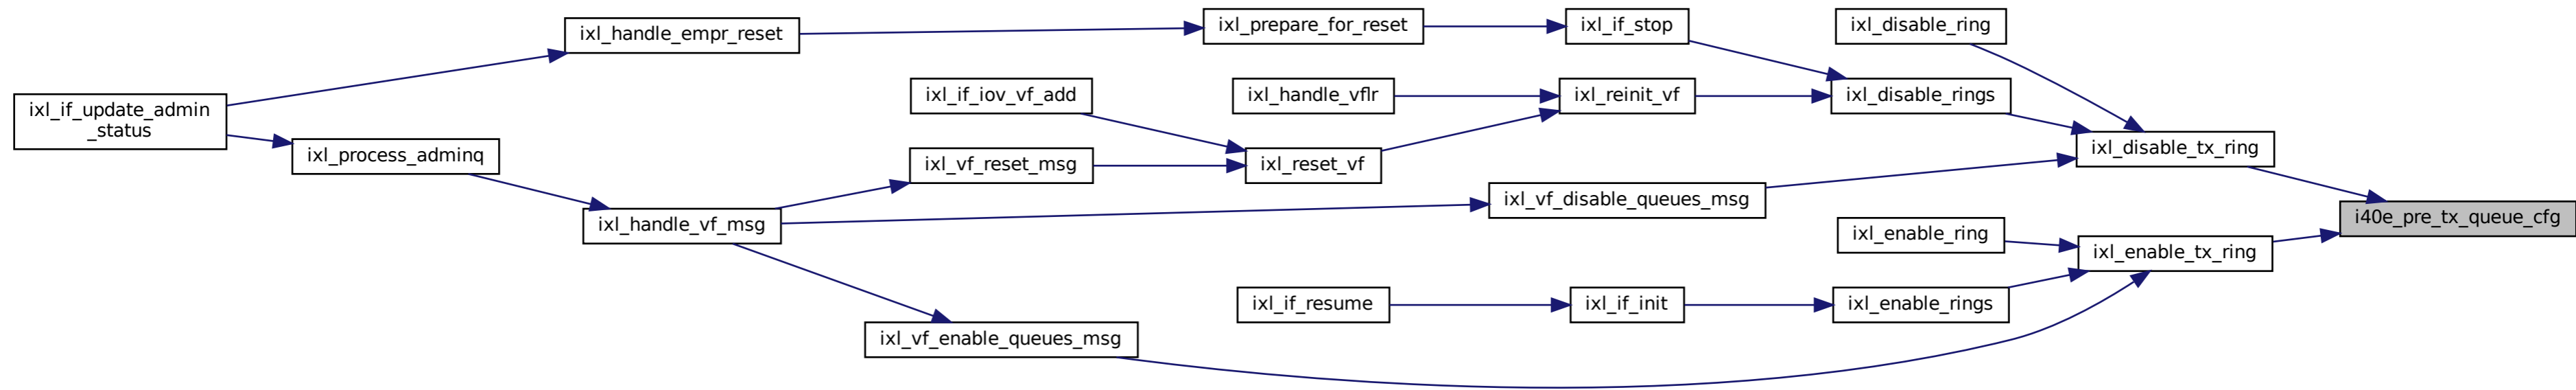 ixl_if_update_admin
_status
ixl_handle_empr_reset
ixl_process_adminq
ixl_handle_vf_msg
ixl_prepare_for_reset
ixl_if_iov_vf_add
ixl_vf_reset_msg
ixl_vf_enable_queues_msg
ixl_handle_vflr
ixl_reset_vf
ixl_if_resume
ixl_if_stop
ixl_reinit_vf
ixl_vf_disable_queues_msg
ixl_if_init
ixl_disable_ring
ixl_disable_rings
ixl_enable_ring
ixl_enable_rings
ixl_disable_tx_ring
ixl_enable_tx_ring
i40e_pre_tx_queue_cfg